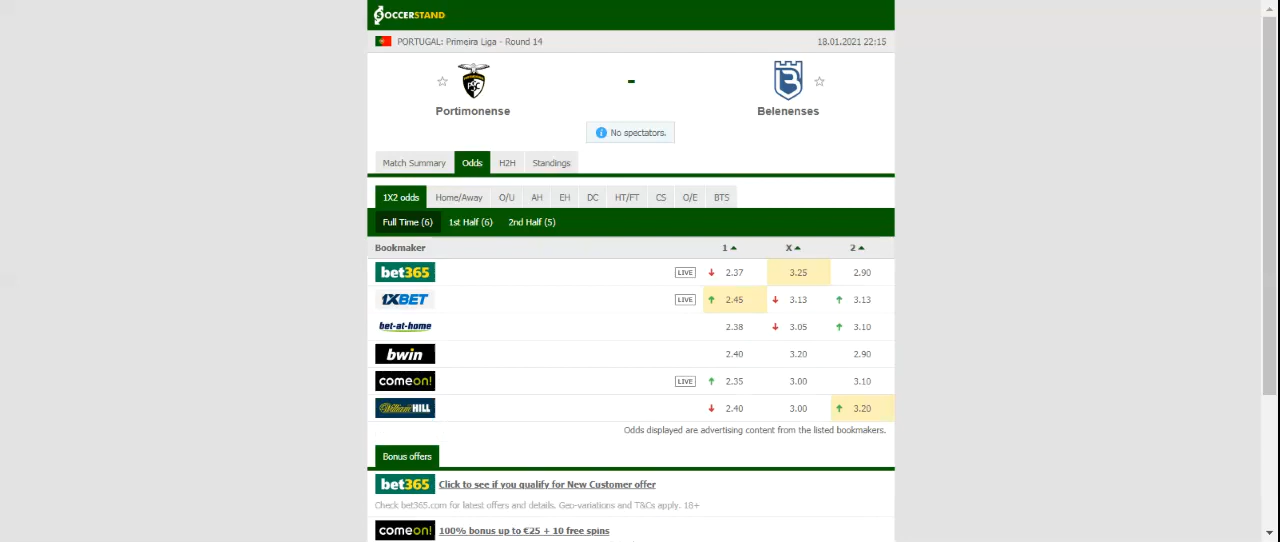 SOCCERSTAND
PORTUGAL: Primeira Liga - Round 14 18.01.2021 22:15
-
Portimonense Belenenses
No spectators.
Match Summary Odds H2H Standings
1X2 odds Home/Away O/U AH EH DC HT/FT CS O/E BTS
Full Time (6) 1st Half (6) 2nd Half (5)
Bookmaker 1 X 2
bet365 LIVE 2.37 3.25 2.90
1XBET LIVE 2.45 3.13 3.13
bet-at-home 2.38 3.05 3.10
bwin 2.40 3.20 2.90
comeon! LIVE 2.35 3.00 3.10
William HILL 2.40 3.00 3.20
Odds displayed are advertising content from the listed bookmakers.
Bonus offers
bet365 Click to see if you qualify for New Customer offer
Check bet365.com for latest offers and details. Geo-variations and T&Cs apply. 18+
comeon! 100% bonus up to €25 + 10 free spins